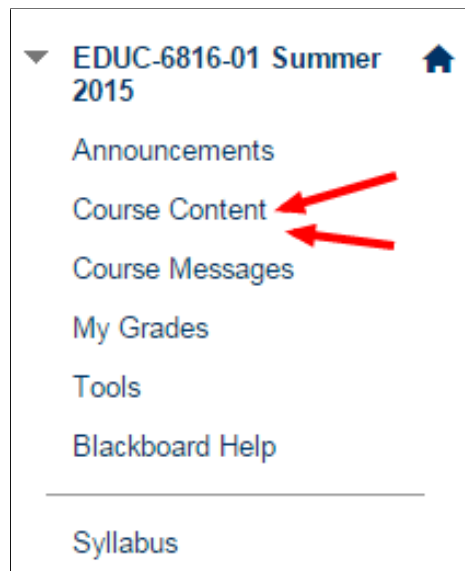 EDUC-6816-01 Summer
2015
Announcements
Course Content
Course Messages
My Grades
Tools
Blackboard Help
Syllabus